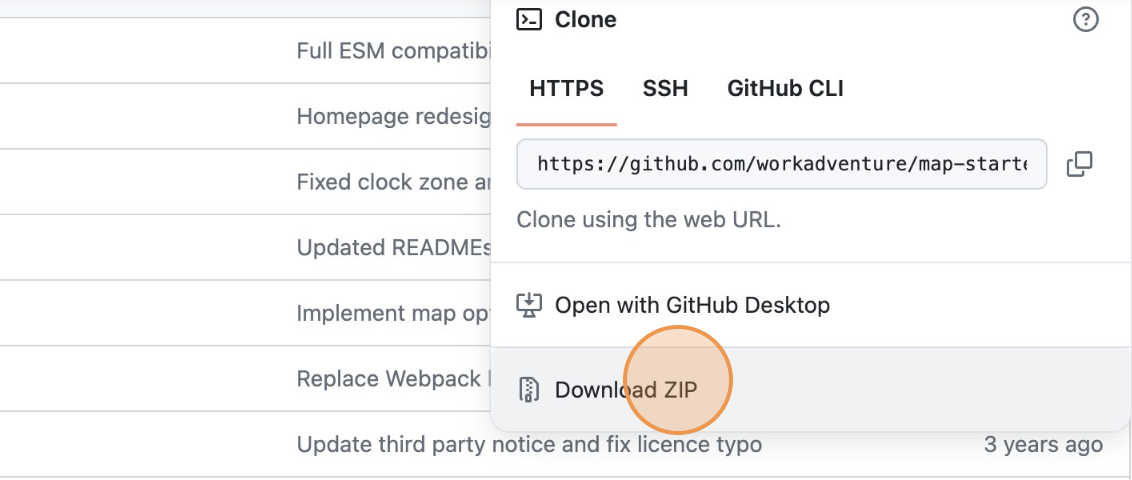 Clone
Full ESM compatibi
HTTPS SSH GitHub CLI
Homepage redesig
https://github.com/workadventure/map-starte
Fixed clock zone a
Clone using the web URL.
Updated READMEs
Open with GitHub Desktop
Implement map op
Replace Webpack
Download ZIP
Update third party notice and fix licence typo 3 years ago